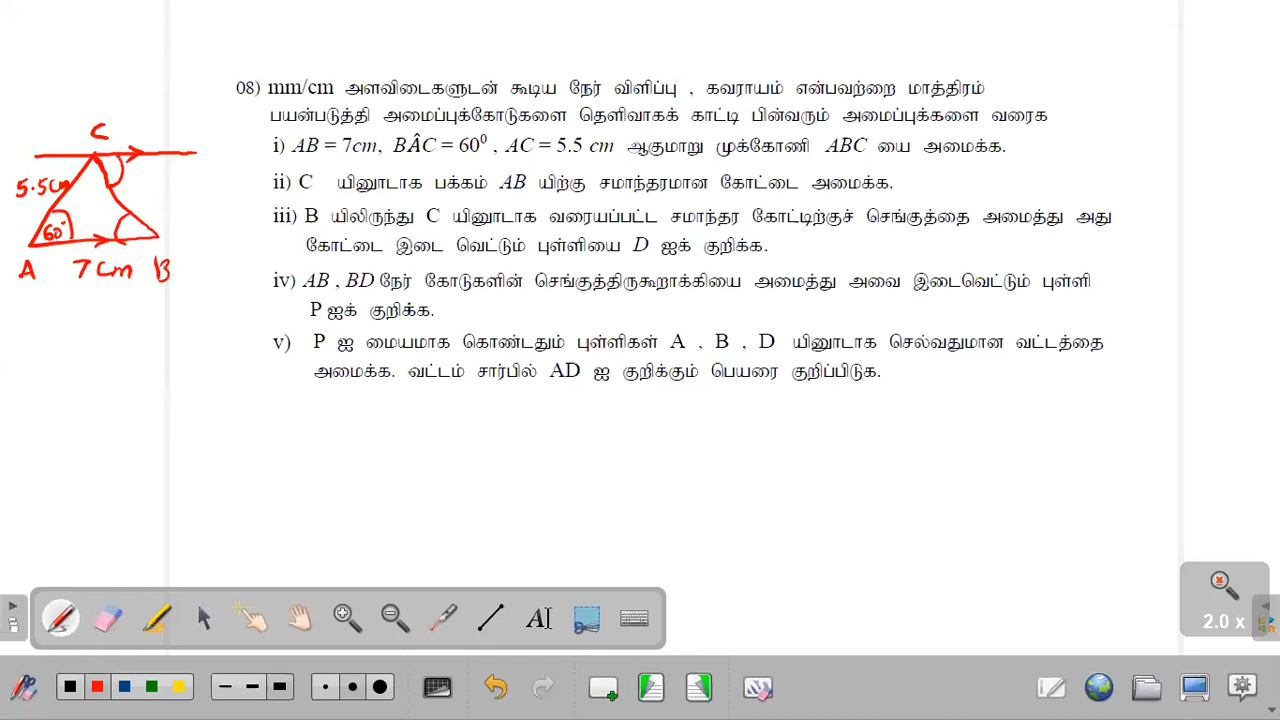 08) mm/cm அளவிடைகளுடன் கூடிய நேர் விளிப்பு , கவராயம் என்பவற்றை மாத்திரம்
பயன்படுத்தி அமைப்புக்கோடுகளை தெளிவாகக் காட்டி பின்வரும் அமைப்புக்களை வரைக
i) AB = 7cm, BÂC = 60⁰ , AC = 5.5 cm ஆகுமாறு முக்கோணி ABC யை அமைக்க.
ii) C யினூடாக பக்கம் AB யிற்கு சமாந்தரமான கோட்டை அமைக்க.
iii) B யிலிருந்து C யினூடாக வரையப்பட்ட சமாந்தர கோட்டிற்குச் செங்குத்தை அமைத்து அது
கோட்டை இடை வெட்டும் புள்ளியை D ஐக் குறிக்க.
iv) AB , BD நேர் கோடுகளின் செங்குத்திருகூறாக்கியை அமைத்து அவை இடைவெட்டும் புள்ளி
P ஐக் குறிக்க.
v) P ஐ மையமாக கொண்டதும் புள்ளிகள் A , B , D யினூடாக செல்வதுமான வட்டத்தை
அமைக்க. வட்டம் சார்பில் AD ஐ குறிக்கும் பெயரை குறிப்பிடுக.
C
5.5cm
60°
A 7cm B
AI
2.0 x